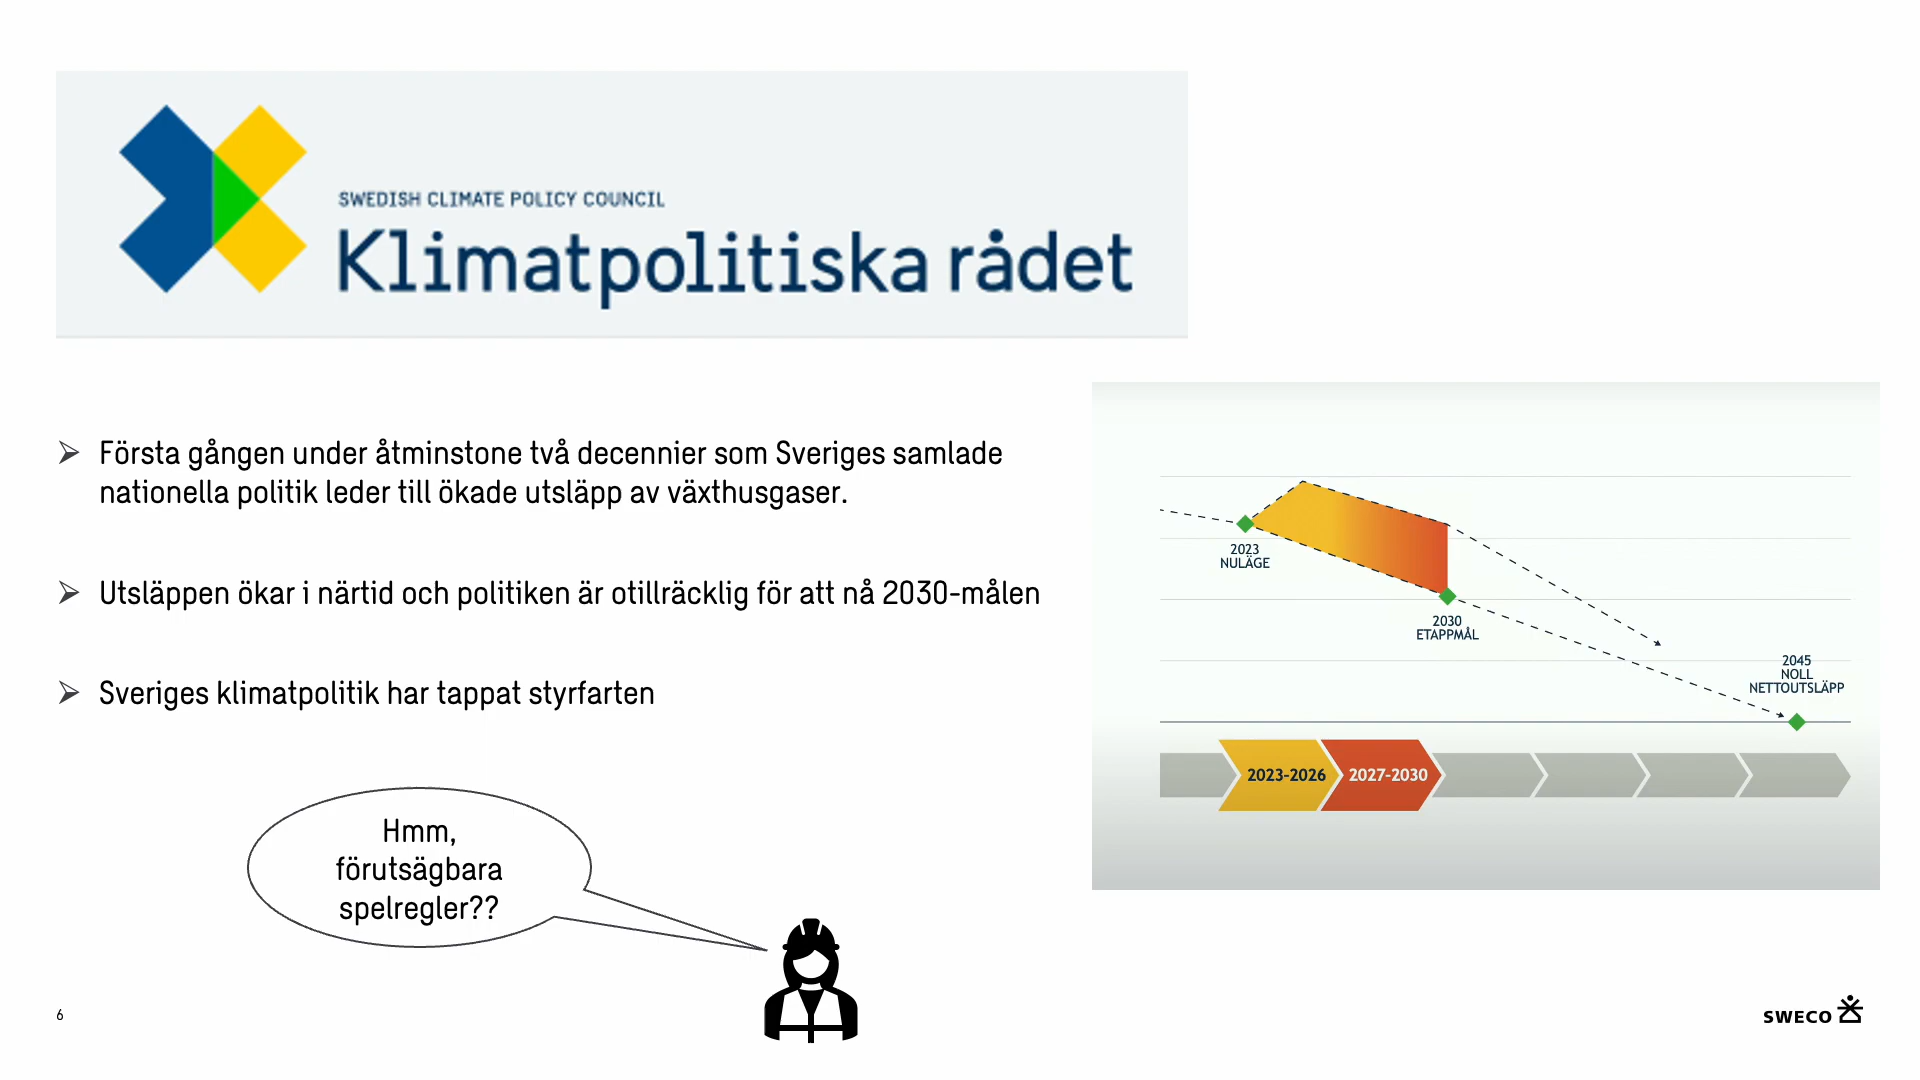 SWEDISH CLIMATE POLICY COUNCIL
Klimatpolitiska rådet
Första gången under åtminstone två decennier som Sveriges samlade
nationella politik leder till ökade utsläpp av växthusgaser.
Utsläppen ökar i närtid och politiken är otillräcklig för att nå 2030-målen
Sveriges klimatpolitik har tappat styrfarten
Hmm,
förutsägbara
spelregler??
2023
NULÄGE
2030
ETAPPMÅL
2045
NOLL
NETTOUTSLÄPP
2023-2026
2027-2030
6
SWECO